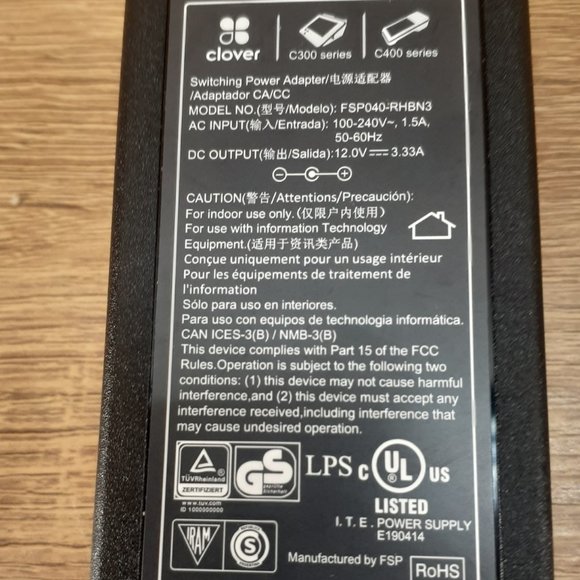 clover
C300 series
C400 series
Switching Power Adapter/电源适配器
/Adaptador CA/CC
MODEL NO.(型号/Modelo): FSP040-RHBN3
AC INPUT(输入/Entrada): 100-240V~, 1.5A,
50-60Hz
DC OUTPUT(输出/Salida):12.0V⎓3.33A
CAUTION(警告/Attentions/Precaución):
For indoor use only.(仅限户内使用)
For use with information Technology
Equipment.(适用于资讯类产品)
Conçue uniquement pour un usage intérieur
Pour les équipements de traitement de
l'information
Sólo para uso en interiores.
Para uso con equipos de technologia informática.
CAN ICES-3(B) / NMB-3(B)
This device complies with Part 15 of the FCC
Rules.Operation is subject to the following two
conditions: (1) this device may not cause harmful
interference,and (2) this device must accept any
interference received,including interference that
may cause undesired operation.
TÜVRheinland
ZERTIFIZIERT
www.tuv.com
ID 1000000000
GS
geprüfte
Sicherheit
LPS
c UL US
LISTED
I.T.E. POWER SUPPLY
E190414
IRAM
S
Manufactured by FSP
RoHS